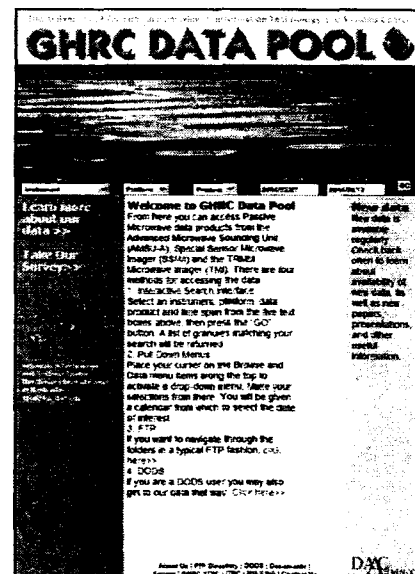 GHRC DATA POOL
Learn more
about our
data >>
Take Our
Survey>>
Welcome to GHRC Data Pool
From here you can access Passive
Microwave data products from the
Advanced Microwave Sounding Unit
(AMSU-A), Special Sensor Microwave
Imager (SSM/I) and the TRMM
Microwave Imager (TMI). There are four
methods for accessing the data
1. Interactive Search Interface
Select an instrument, platform, data
product and time span from the five text
boxes above, then press the "GO"
button. A list of granules matching your
search will be returned
2. Pull Down Menus
Place your cursor on the Browse and
Data menu items along the top to
activate a drop-down menu. Make your
selections from there. You will be given
a calendar from which to select the date
of interest
3. FTP
If you want to navigate through the
folders in a typical FTP fashion, click
here>>
4. DODS
If you are a DODS user you may also
get to our data that way. Click here>>
New data is
available
regularly
Check back
often to learn
about
availability of
new data, as
well as new
papers,
presentations,
and other
useful
information.
About Us | FTP Directory | DODS | Documents |